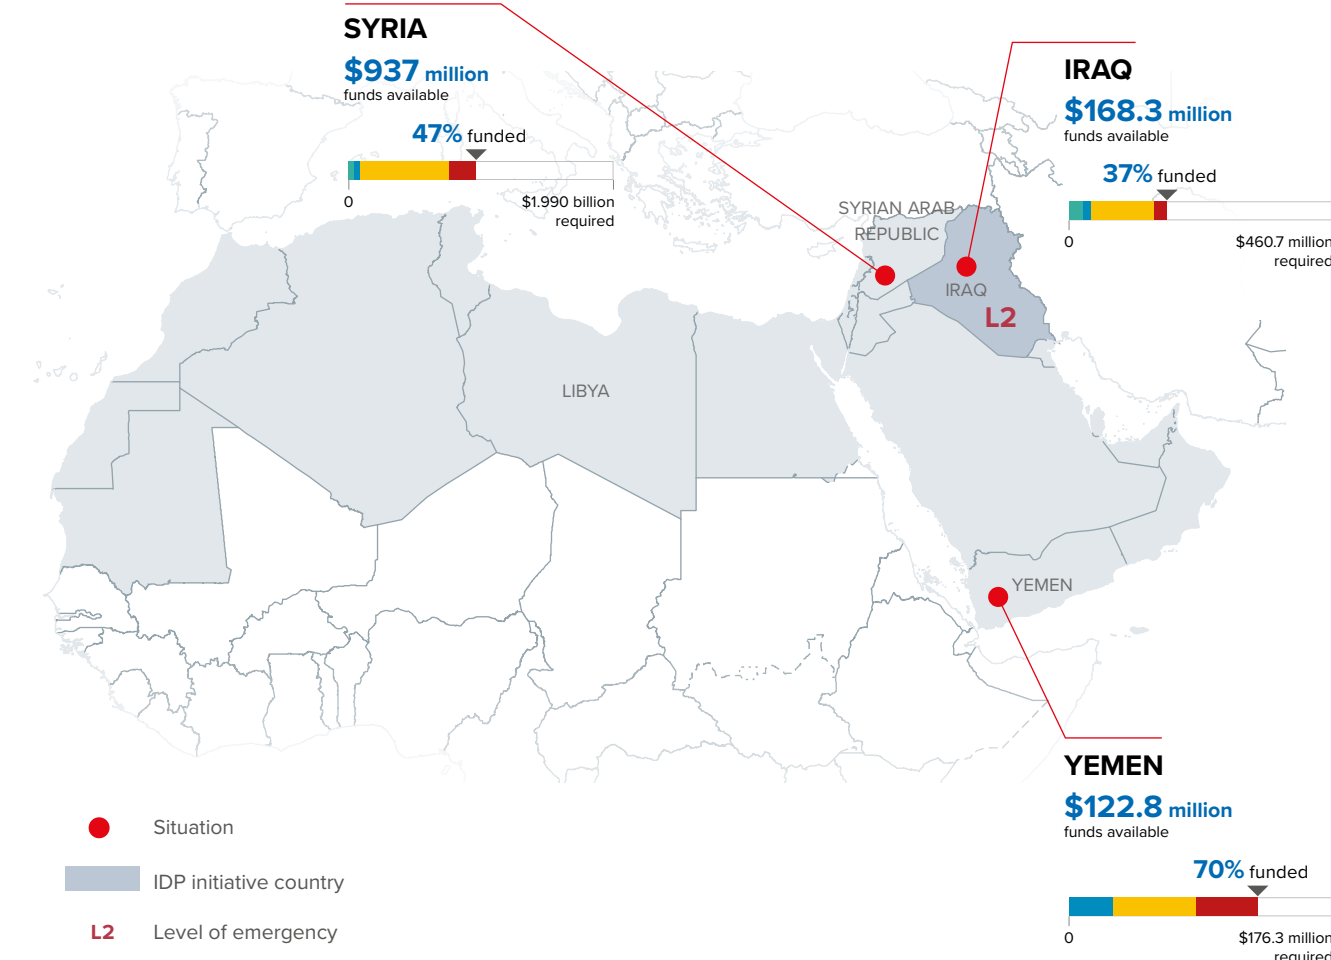 SYRIA
$937 million
funds available
47% funded
0
$1.990 billion
required
IRAQ
$168.3 million
funds available
37% funded
0
$460.7 million
required
SYRIAN ARAB
REPUBLIC
IRAQ
L2
LIBYA
YEMEN
YEMEN
$122.8 million
funds available
70% funded
0
$176.3 million
required
Situation
IDP initiative country
L2 Level of emergency